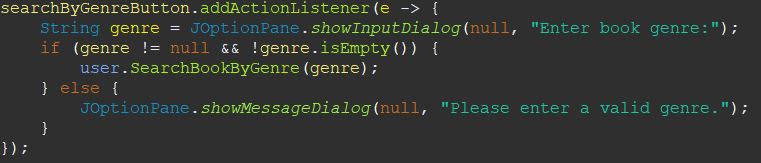 searchByGenreButton.addActionListener(e -> {
    String genre = JOptionPane.showInputDialog(null, "Enter book genre:");
    if (genre != null && !genre.isEmpty()) {
        user.SearchBookByGenre(genre);
    } else {
        JOptionPane.showMessageDialog(null, "Please enter a valid genre.");
    }
});